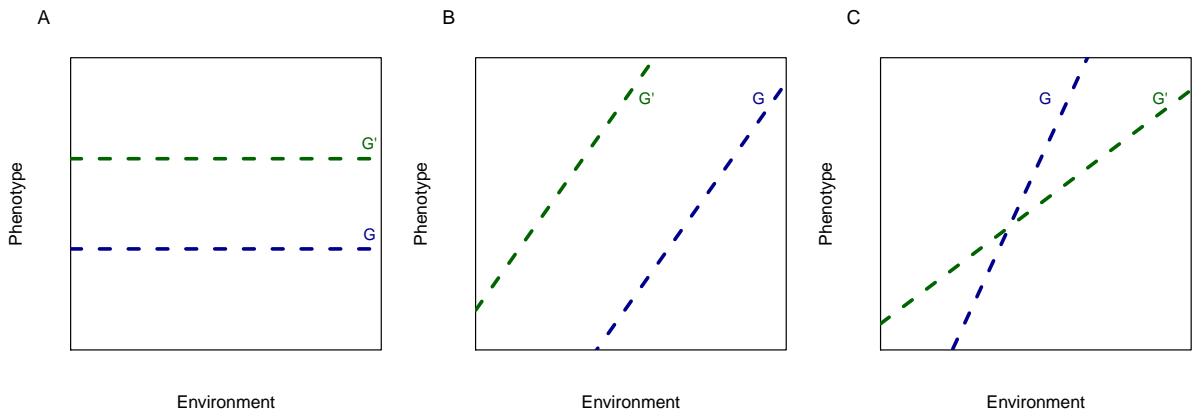 A
G'
G
Phenotype
Environment
B
G'
G
Phenotype
Environment
C
G
G'
Phenotype
Environment